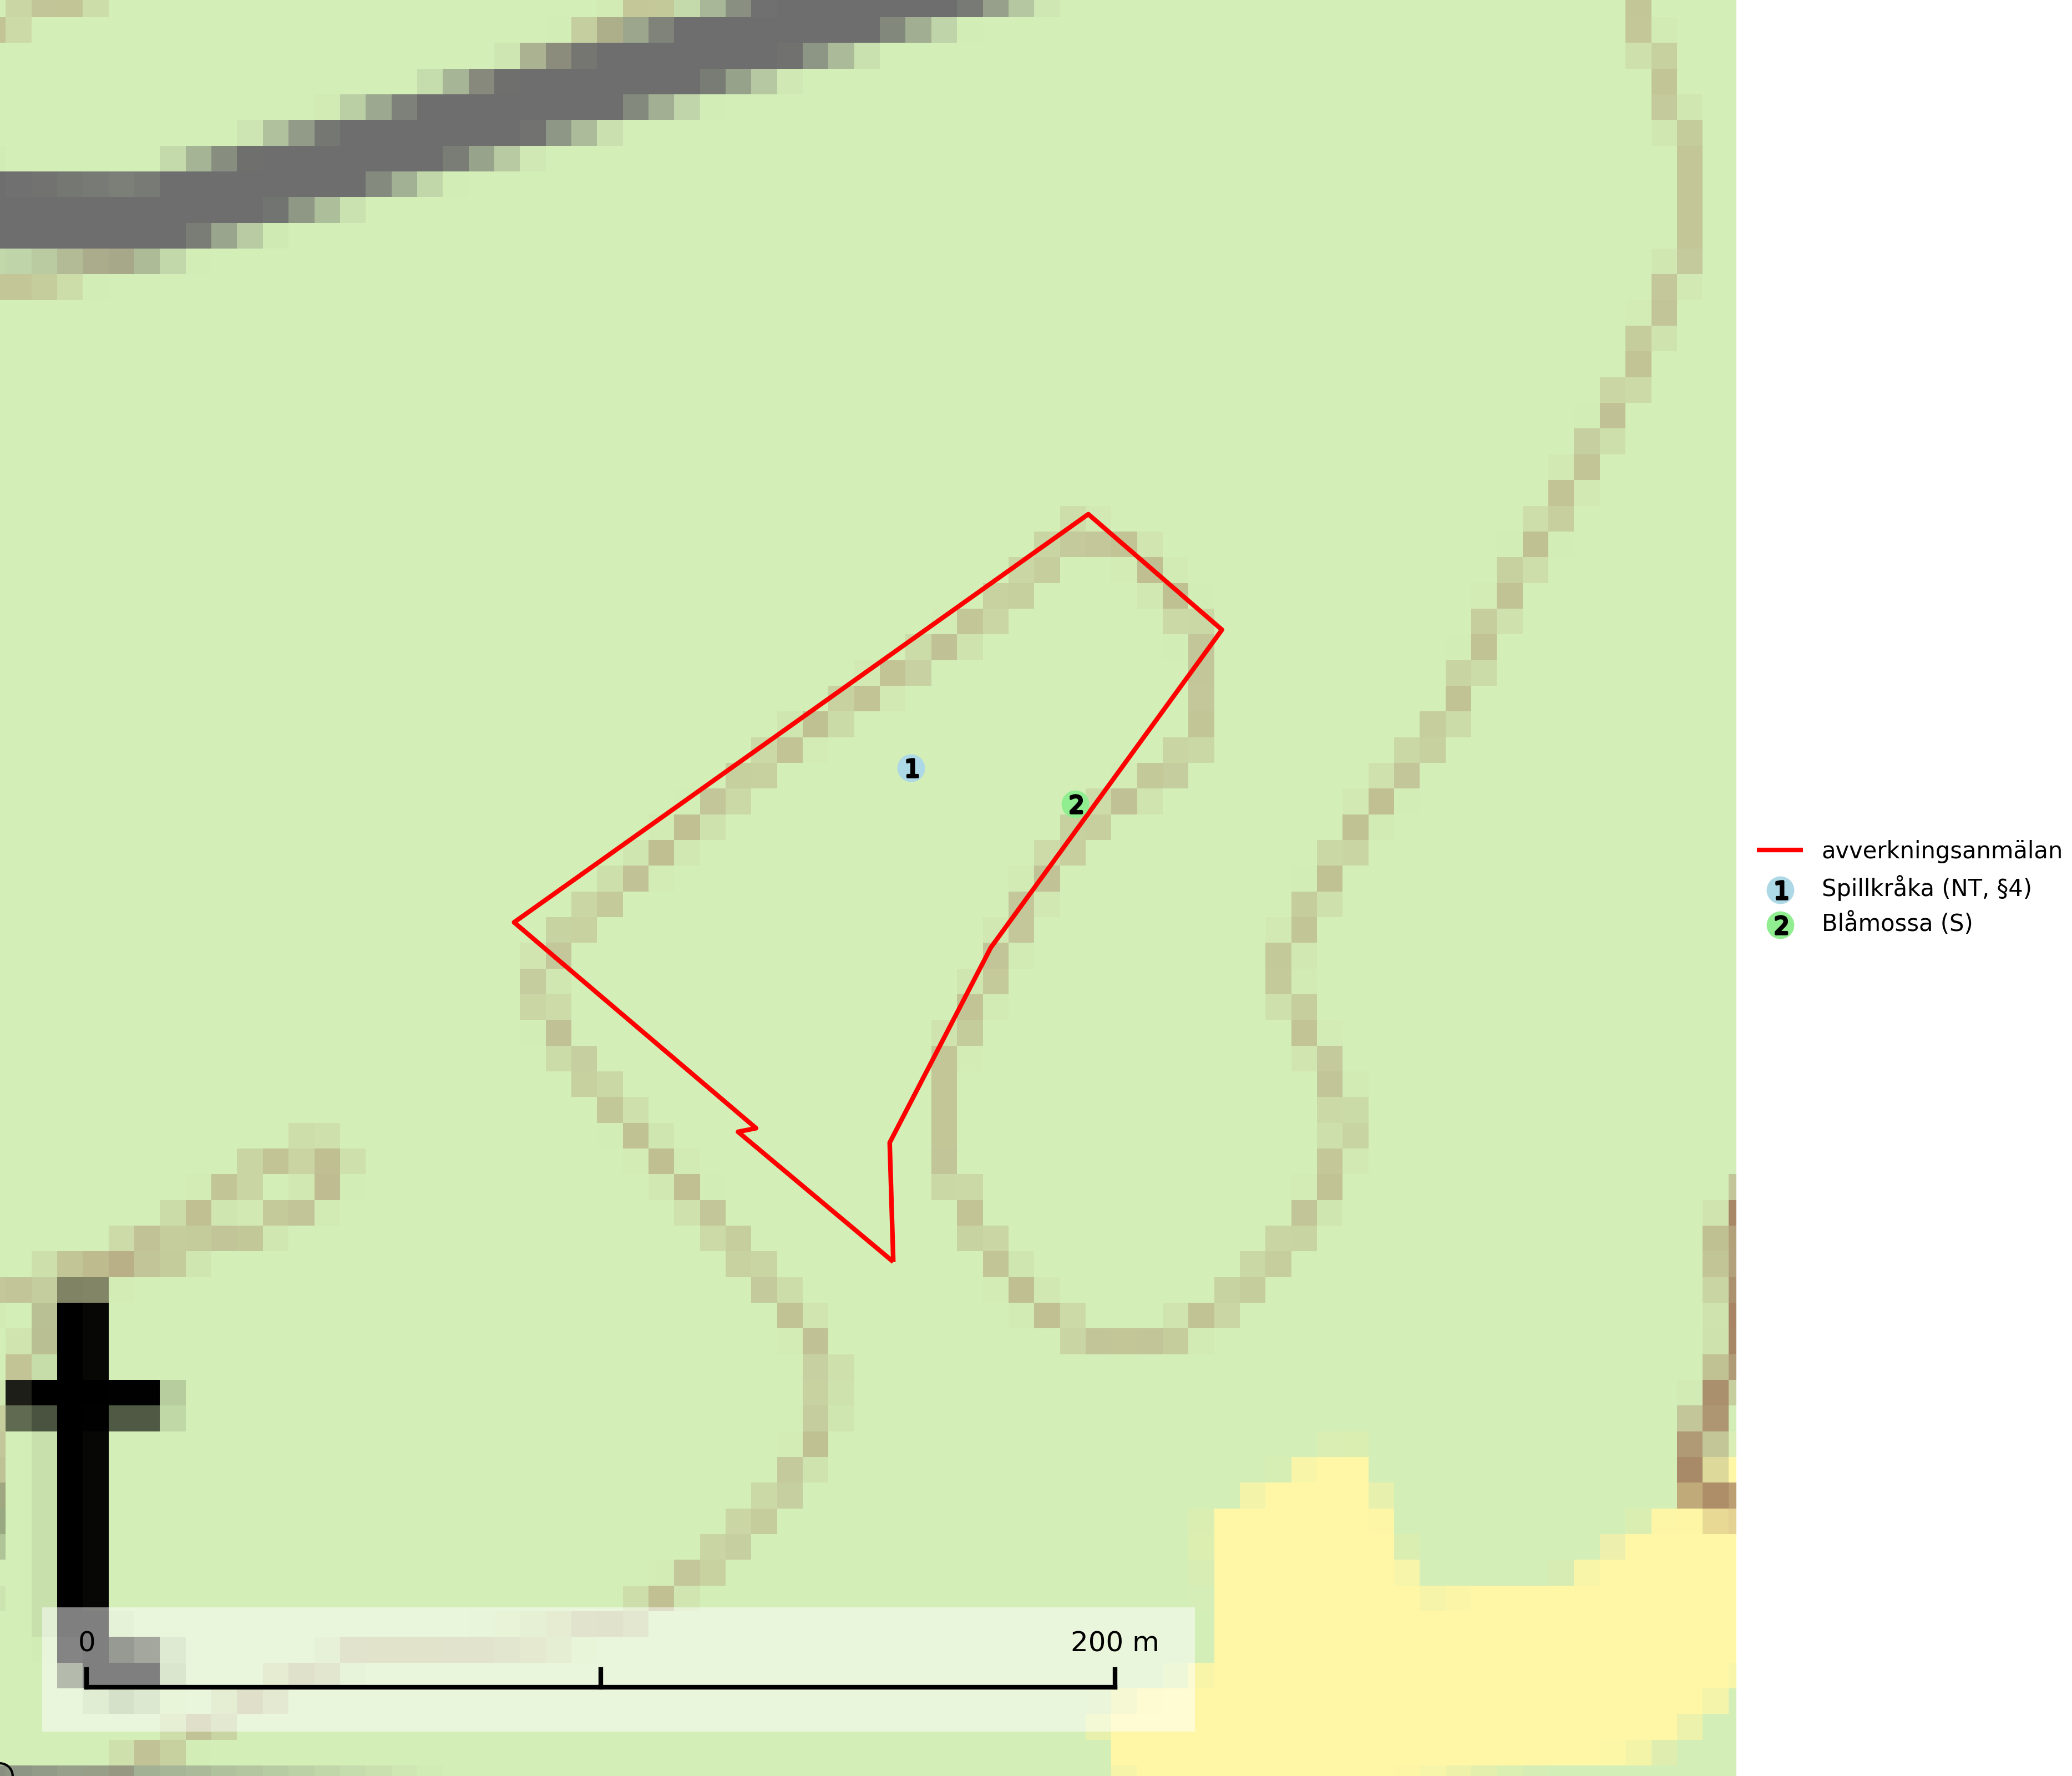 1
2
avverkningsanmälan
1 Spillkråka (NT, §4)
2 Blåmossa (S)
0 200 m